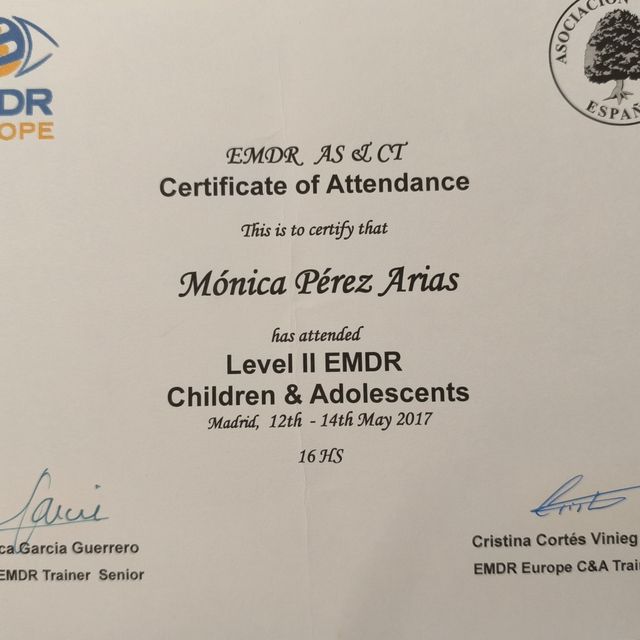 DR
OPE
ASOCIACIÓN
ESPAÑ
EMDR AS & CT
Certificate of Attendance
This is to certify that
Mónica Pérez Arias
has attended
Level II EMDR
Children & Adolescents
Madrid, 12th - 14th May 2017
16 HS
ca Garcia Guerrero
EMDR Trainer Senior
Cristina Cortés Vinieg
EMDR Europe C&A Train